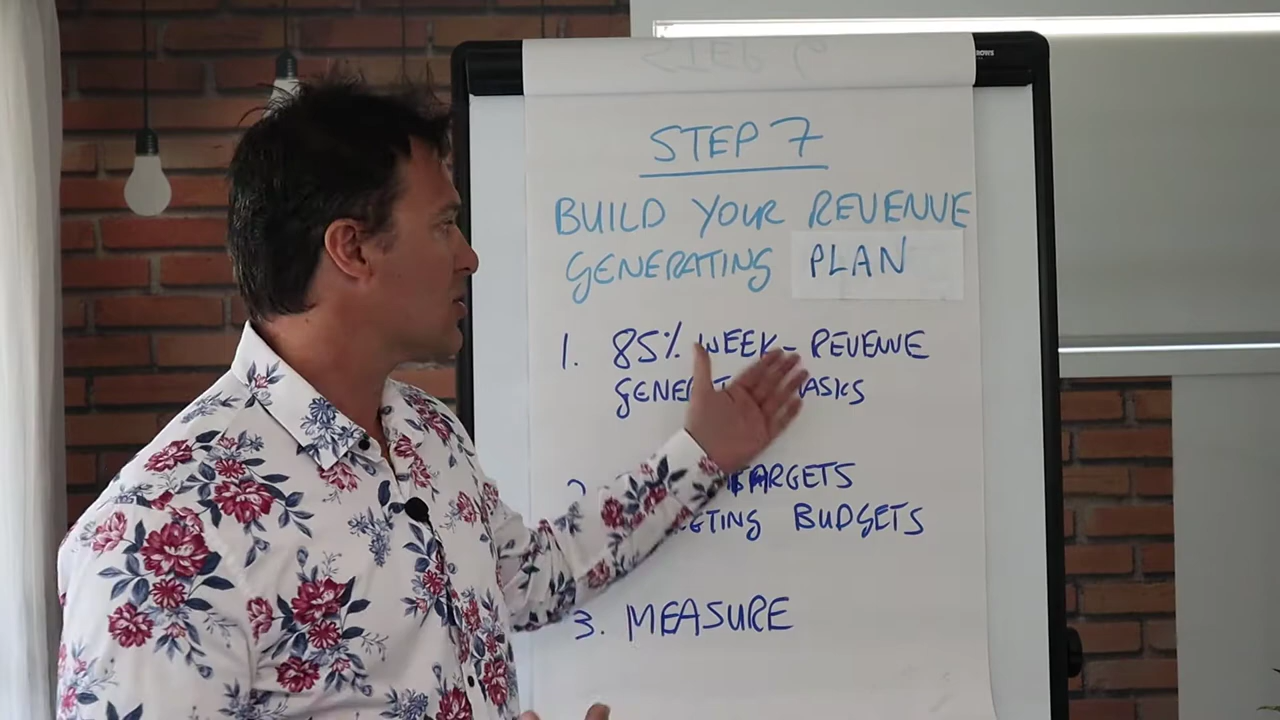 STEP 7
BUILD YOUR REVENUE
GENERATING PLAN
1. 85% WEEK - REVENUE
TASKS
TARGETS
BUDGETS
3. MEASURE